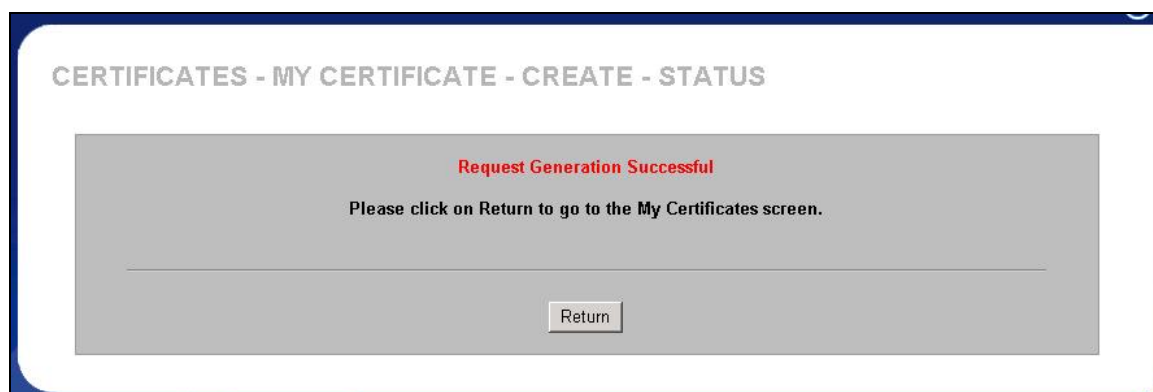 CERTIFICATES - MY CERTIFICATE - CREATE - STATUS
Request Generation Successful
Please click on Return to go to the My Certificates screen.
Return